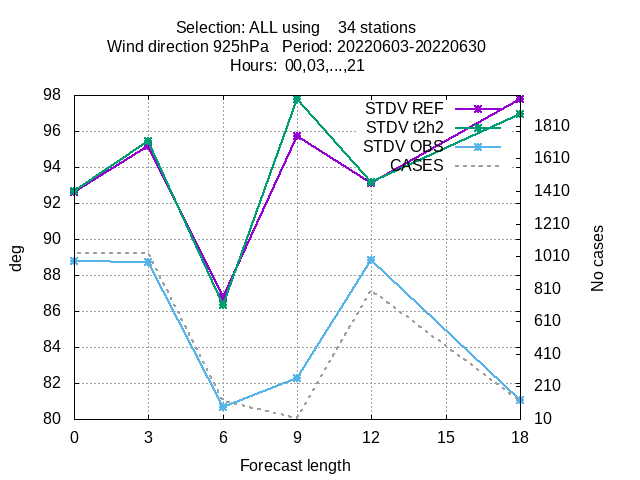 Selection: ALL using    34 stations
Wind direction 925hPa   Period: 20220603-20220630
Hours:  00,03,...,21
98
96
94
92
90
88
86
84
82
80
deg
STDV REF
STDV t2h2
STDV OBS
CASES
1810
1610
1410
1210
1010
810
610
410
210
10
No cases
0 3 6 9 12 15 18
Forecast length